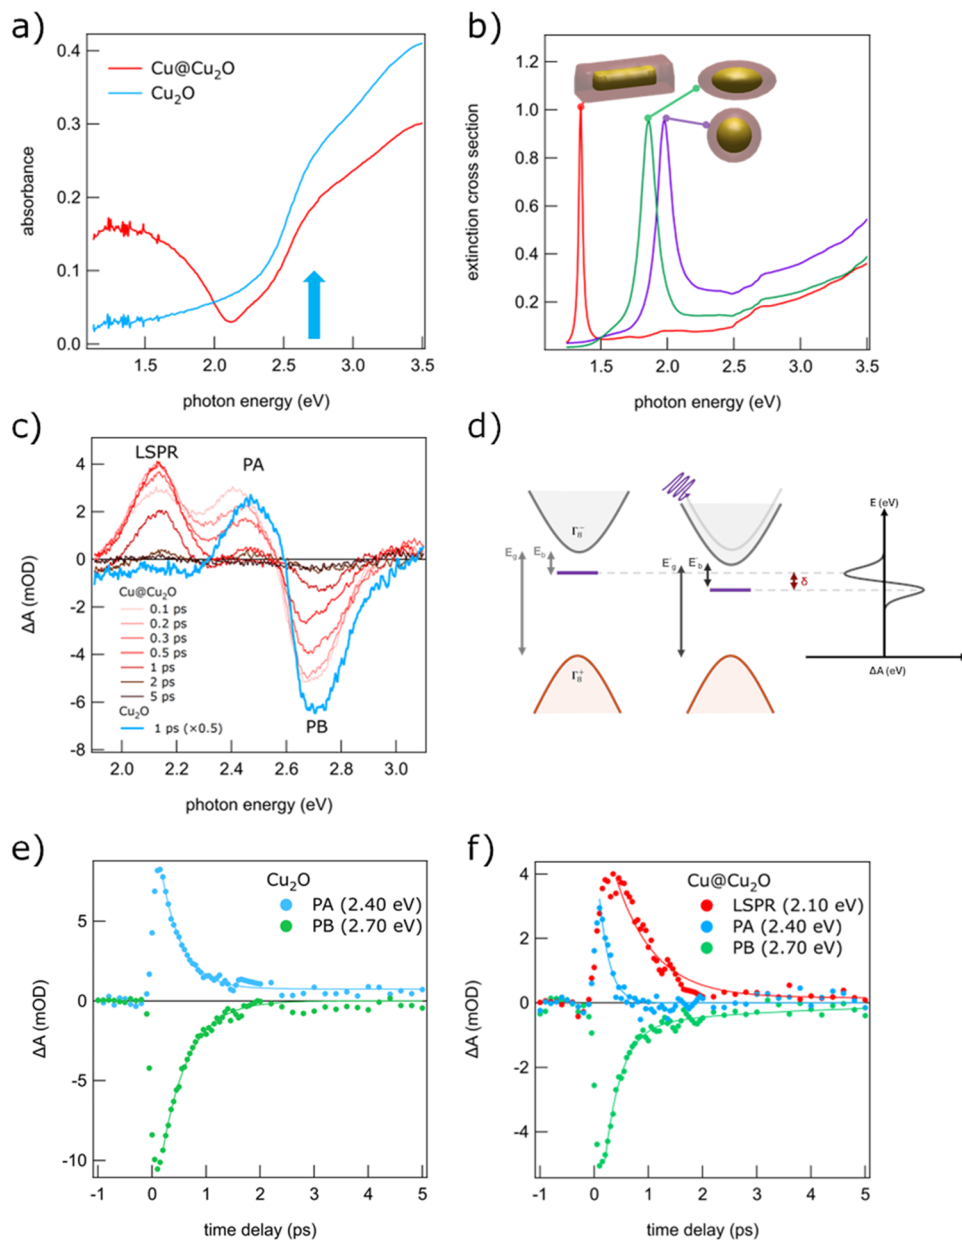 a)
0.4
0.3
0.2
0.1
0.0
absorbance
Cu@Cu₂O
Cu₂O
1.5 2.0 2.5 3.0 3.5
photon energy (eV)
b)
1.2
1.0
0.8
0.6
0.4
0.2
extinction cross section
1.5 2.0 2.5 3.0 3.5
photon energy (eV)
c)
LSPR
PA
PB
4
2
0
-2
-4
-6
-8
ΔA (mOD)
Cu@Cu₂O
0.1 ps
0.2 ps
0.3 ps
0.5 ps
1 ps
2 ps
5 ps
Cu₂O
1 ps (×0.5)
2.0 2.2 2.4 2.6 2.8 3.0
photon energy (eV)
d)
E (eV)
Γ₈⁻
E_g
E_b
E'_g
E'_b
δ
Γ₈⁺
ΔA (eV)
e)
Cu₂O
PA (2.40 eV)
PB (2.70 eV)
5
0
-5
-10
ΔA (mOD)
-1 0 1 2 3 4 5
time delay (ps)
f)
Cu@Cu₂O
LSPR (2.10 eV)
PA (2.40 eV)
PB (2.70 eV)
4
2
0
-2
-4
ΔA (mOD)
-1 0 1 2 3 4 5
time delay (ps)